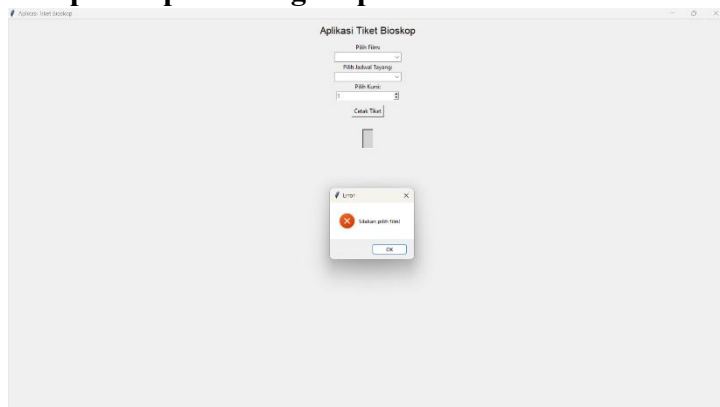 Aplikasi Tiket Bioskop
Aplikasi Tiket Bioskop
Pilih Film:
Pilih Jadwal Tayang:
Pilih Kursi:
1
Cetak Tiket
Error
Silakan pilih film!
OK